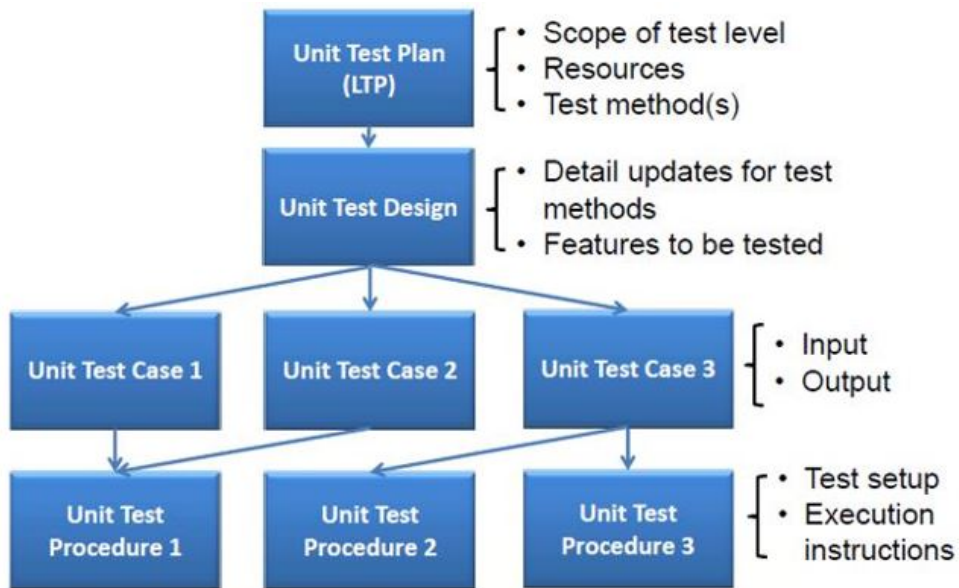 Unit Test Plan
(LTP)
• Scope of test level
• Resources
• Test method(s)
Unit Test Design
• Detail updates for test
methods
• Features to be tested
Unit Test Case 1
Unit Test Case 2
Unit Test Case 3
• Input
• Output
Unit Test
Procedure 1
Unit Test
Procedure 2
Unit Test
Procedure 3
• Test setup
• Execution
instructions